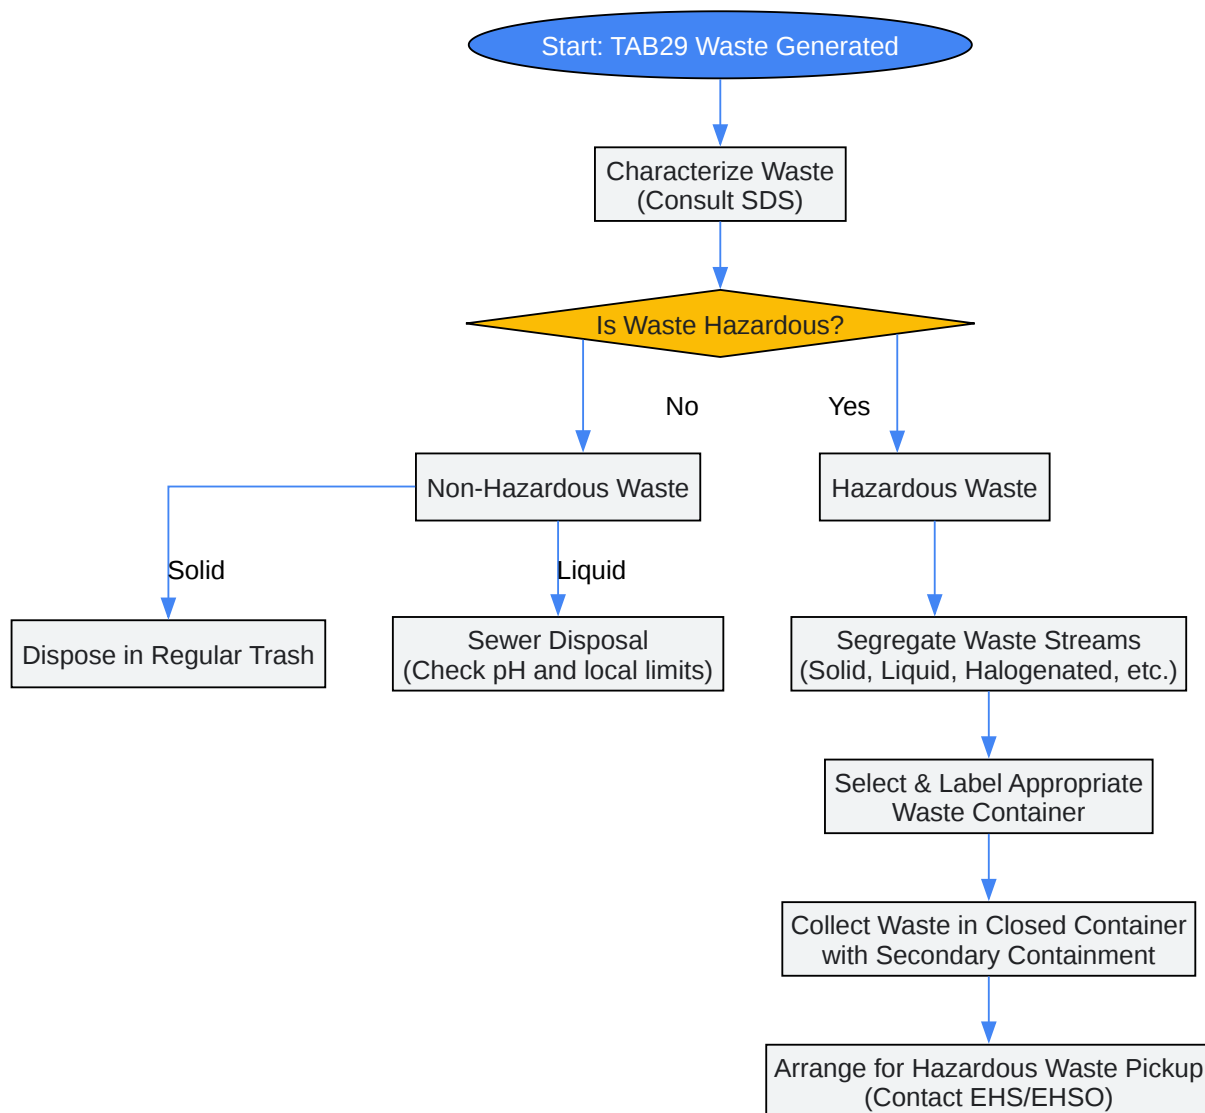 Start: TAB29 Waste Generated
Characterize Waste
(Consult SDS)
Is Waste Hazardous?
No
Yes
Non-Hazardous Waste
Hazardous Waste
Solid
Liquid
Dispose in Regular Trash
Sewer Disposal
(Check pH and local limits)
Segregate Waste Streams
(Solid, Liquid, Halogenated, etc.)
Select & Label Appropriate
Waste Container
Collect Waste in Closed Container
with Secondary Containment
Arrange for Hazardous Waste Pickup
(Contact EHS/EHSO)